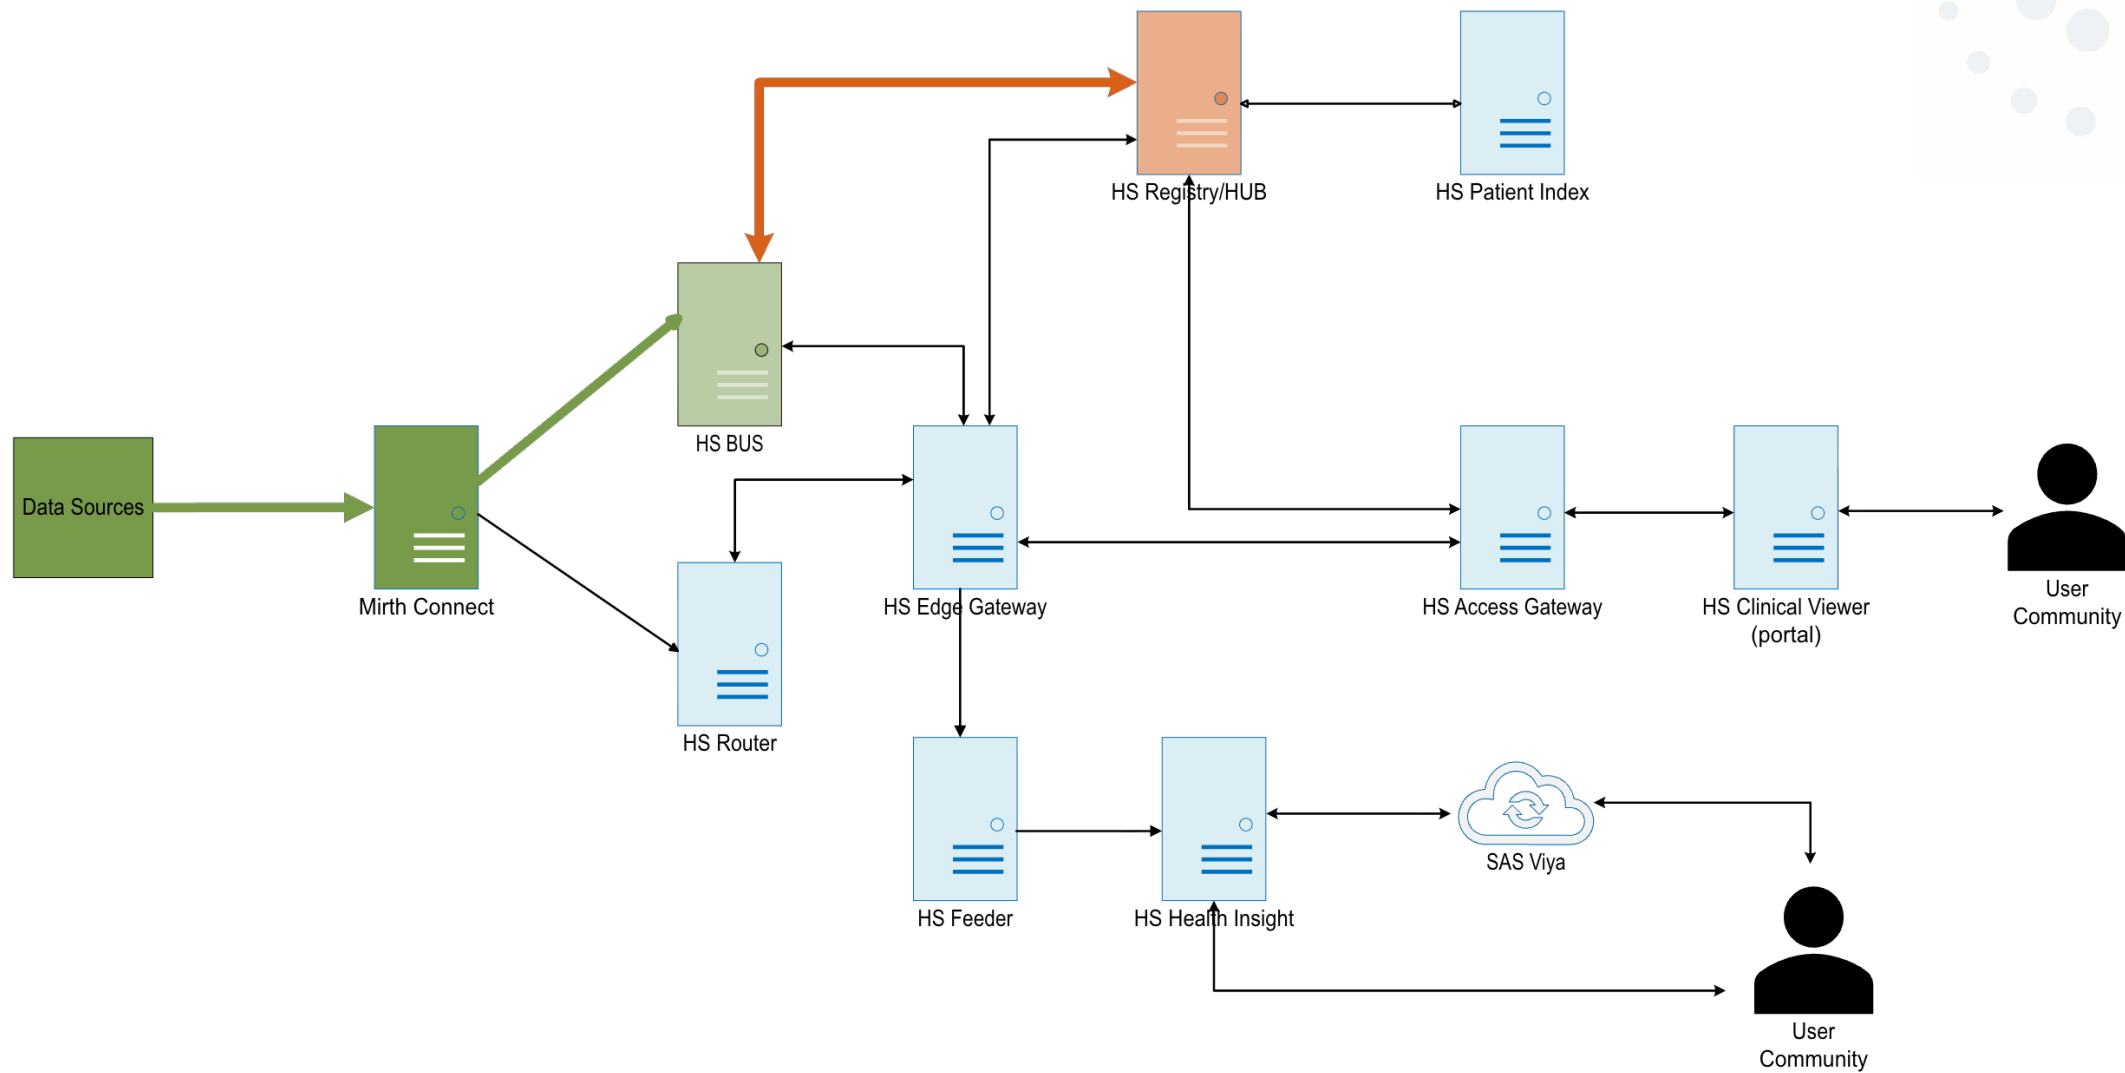 HS Registry/HUB
HS Patient Index
HS BUS
Data Sources
Mirth Connect
HS Edge Gateway
HS Access Gateway
HS Clinical Viewer
(portal)
User
Community
HS Router
SAS Viya
HS Feeder
HS Health Insight
User
Community